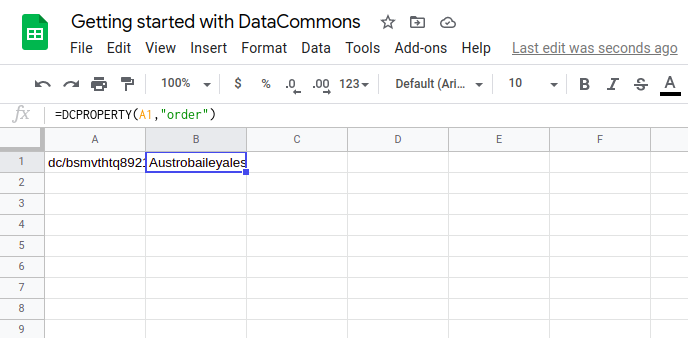 Getting started with DataCommons
File Edit View Insert Format Data Tools Add-ons Help Last edit was seconds ago
100% $ % .0 .00 123 Default (Ari... 10 B I S A
fx =DCPROPERTY(A1,"order")
A B C D E F
1 dc/bsmvthtq8921 Austrobaileyales
2
3
4
5
6
7
8
9